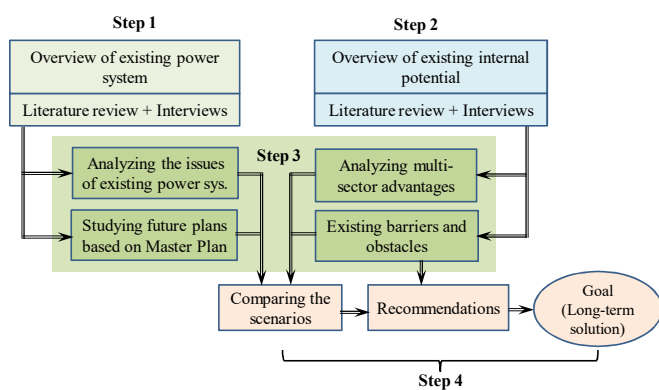 Step 1
Step 2
Overview of existing power
system
Literature review + Interviews
Overview of existing internal
potential
Literature review + Interviews
Step 3
Analyzing the issues
of existing power sys.
Analyzing multi-
sector advantages
Studying future plans
based on Master Plan
Existing barriers and
obstacles
Comparing the
scenarios
Recommendations
Goal
(Long-term
solution)
Step 4